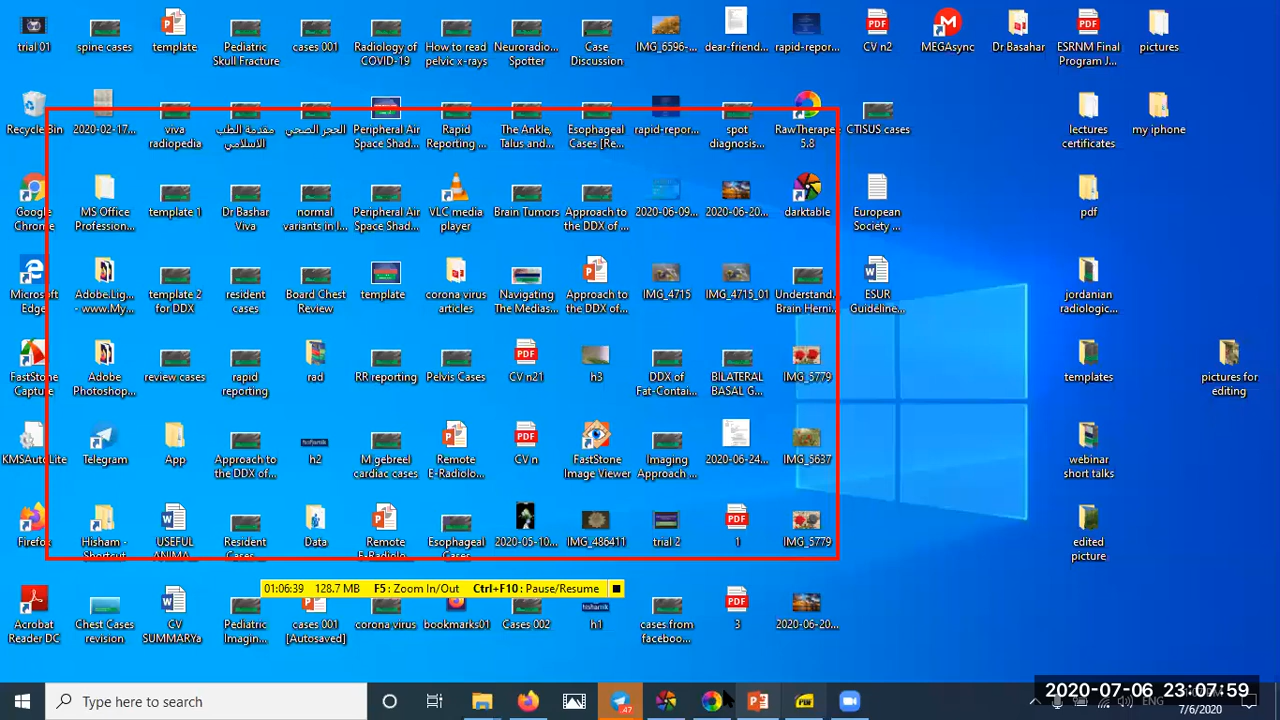 trial 01
spine cases
template
Pediatric
Skull Fracture
cases 001
Radiology of
COVID-19
How to read
pelvic x-rays
Neuroradio...
Spotter
Case
Discussion
IMG_6596-...
dear-friend...
rapid-repor...
CV n2
MEGAsync
Dr.Basahar
ESRNM Final
Program J...
pictures
Recycle Bin
2020-02-17...
viva
radiopedia
مقدمة الطب
الاسلامي
الحجر الصحي
Peripheral Air
Space Shad...
Rapid
Reporting ...
The Ankle,
Talus and...
Esophageal
Cases [Re...
rapid-repor...
spot
diagnosis...
RawTherapee
5.8
CTISUS cases
lectures
certificates
my iphone
Google
Chrome
MS Office
Profession...
template 1
Dr Bashar
Viva
normal
variants in l...
Peripheral Air
Space Shad...
VLC media
player
Brain Tumors
Approach to
the DDX of ...
2020-06-09...
2020-06-20...
darktable
European
Society ...
pdf
Microsoft
Edge
Adobe.Lig...
- www.My...
template 2
for DDX
resident
cases
Board Chest
Review
template
corona virus
articles
Navigating
The Medias...
Approach to
the DDX of...
IMG_4715
IMG_4715_01
Understand...
Brain Herni...
ESUR
Guideline...
jordanian
radiologic...
FastStone
Capture
Adobe
Photoshop...
review cases
rapid
reporting
rad
RR reporting
Pelvis Cases
CV n21
h3
DDX of
Fat-Contai...
BILATERAL
BASAL G...
IMG_5779
templates
pictures for
editing
KMSAutoLite
Telegram
App
Approach to
the DDX of...
h2
M gebreel
cardiac cases
Remote
E-Radiolo...
CV n
FastStone
Image Viewer
Imaging
Approach ...
2020-06-24...
IMG_5637
webinar
short talks
Firefox
Hisham -
Shortcut
USEFUL
ANIMA...
Resident
Cases
Data
Remote
E-Radiolo...
Esophageal
Cases
2020-05-10...
IMG_486411
trial 2
1
IMG_5779
edited
picture
01:06:39 128.7 MB F5: Zoom In/Out Ctrl+F10: Pause/Resume
Acrobat
Reader DC
Chest Cases
revision
CV
SUMMARYa
Pediatric
Imagin...
cases 001
[Autosaved]
corona virus
bookmarks01
Cases 002
h1
cases from
faceboo...
3
2020-06-20...
Type here to search
47
ENG
2020-07-06 23:07:59
7/6/2020